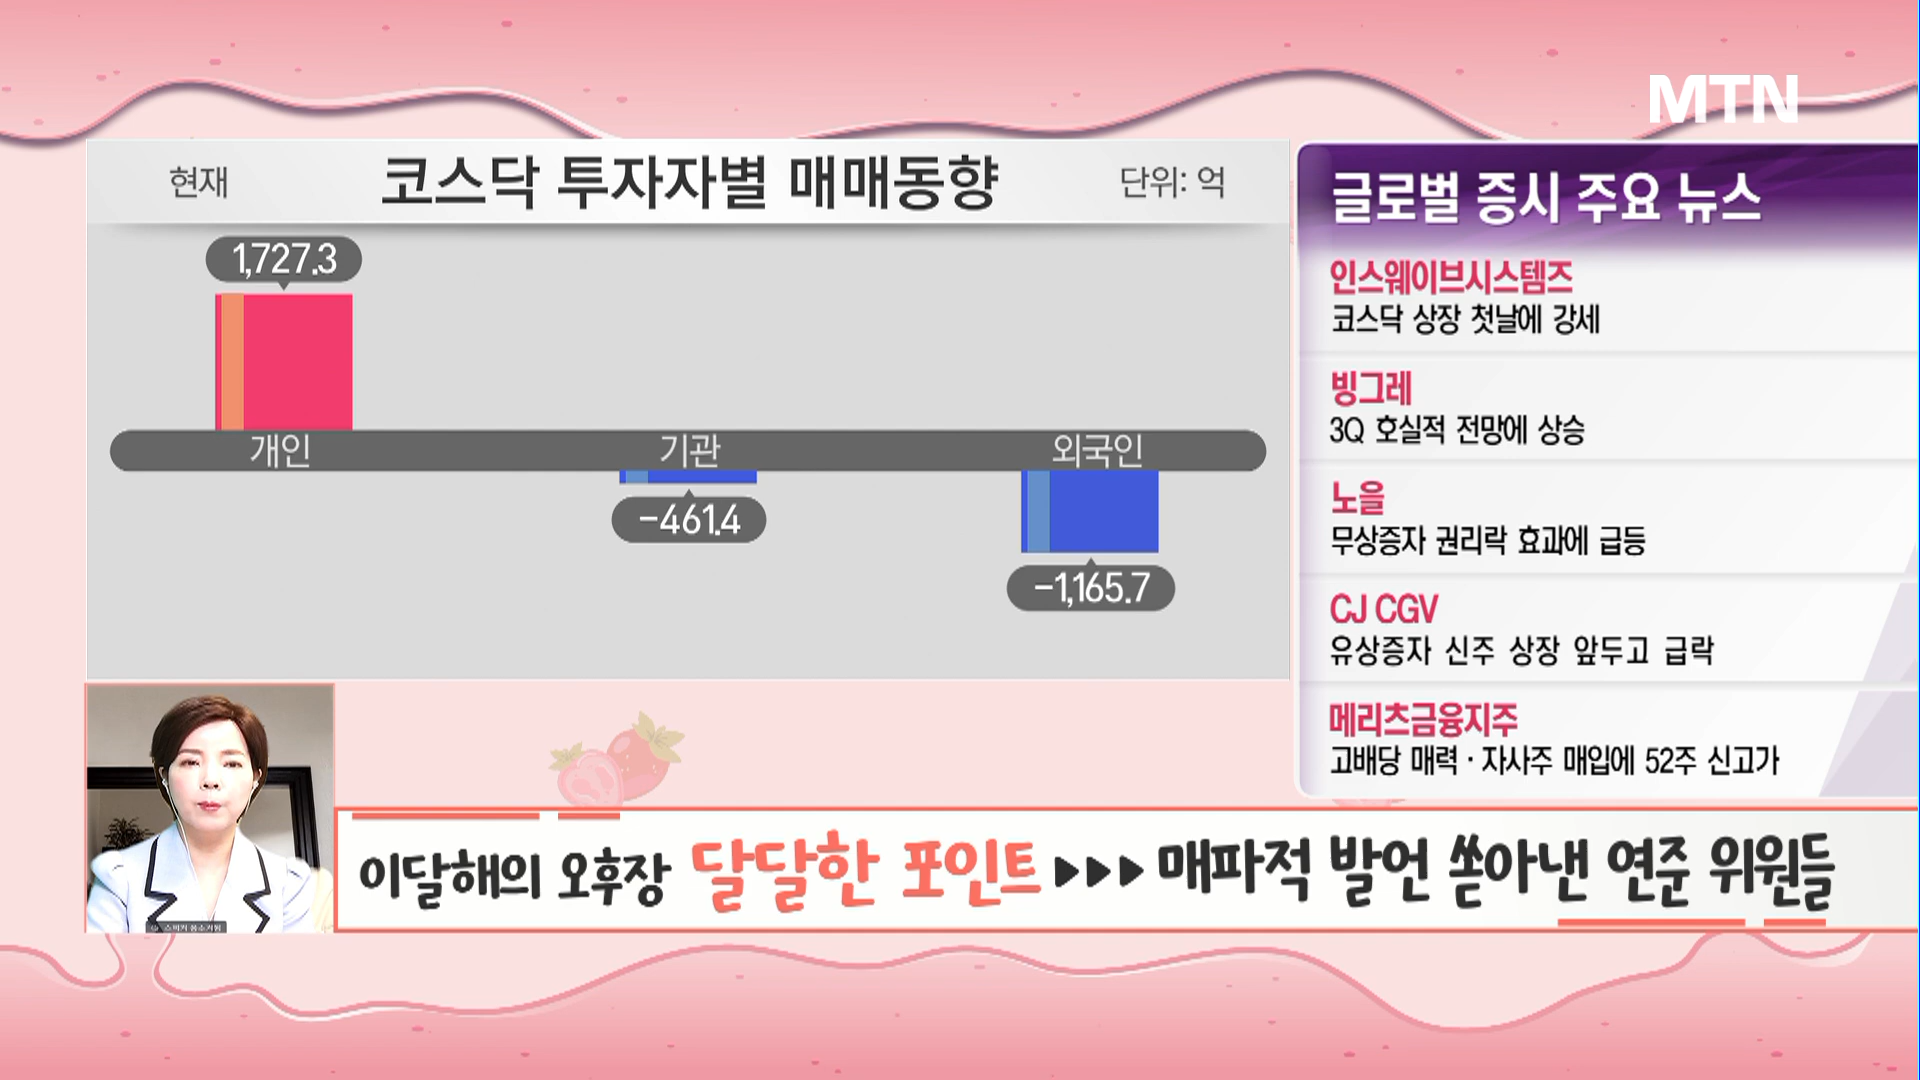 MTN
현재
코스닥 투자자별 매매동향
단위: 억
1,727.3
개인
기관
외국인
-461.4
-1,165.7
글로벌 증시 주요 뉴스
인스웨이브시스템즈
코스닥 상장 첫날에 강세
빙그레
3Q 호실적 전망에 상승
노을
무상증자 권리락 효과에 급등
CJ CGV
유상증자 신주 상장 앞두고 급락
메리츠금융지주
고배당 매력·자사주 매입에 52주 신고가
이달해의 오후장 달달한 포인트▶▶▶매파적 발언 쏟아낸 연준 위원들